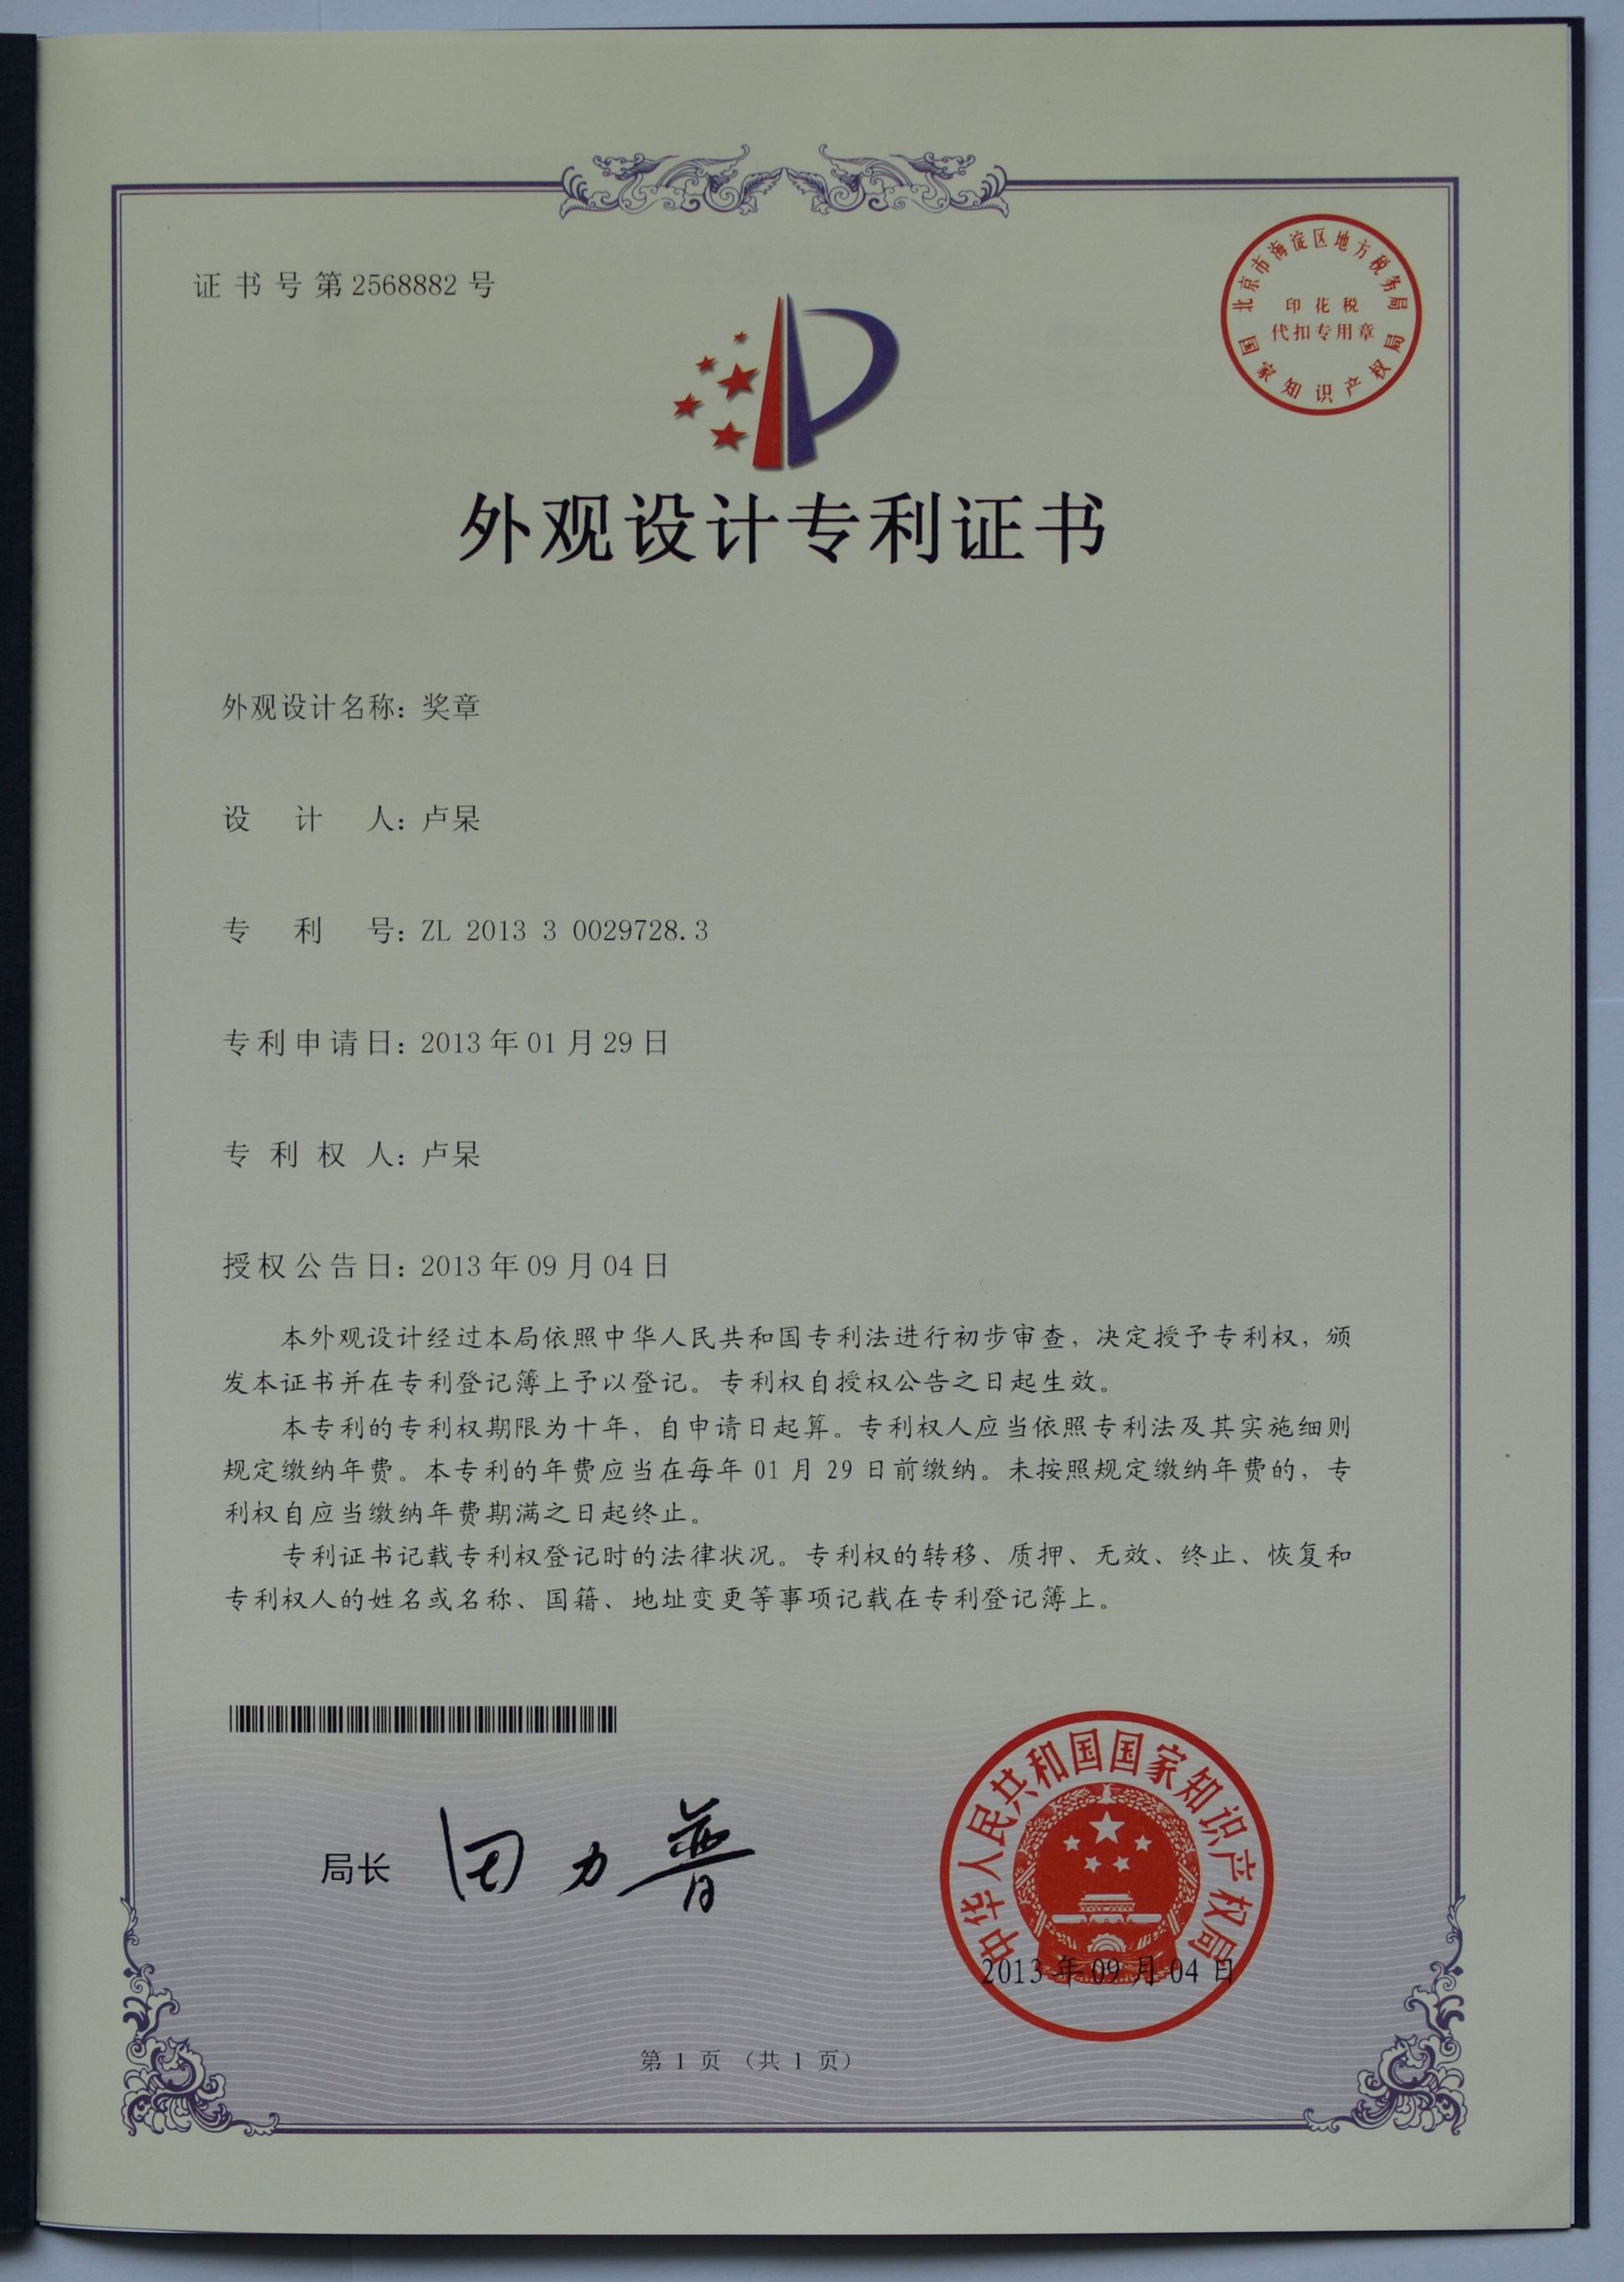 证书号第2568882号
北京市海淀区地方税务局
印花税
代扣专用章
国家知识产权局
外观设计专利证书
外观设计名称：奖章
设计人：卢杲
专利号：ZL 2013 3 0029728.3
专利申请日：2013年01月29日
专利权人：卢杲
授权公告日：2013年09月04日
本外观设计经过本局依照中华人民共和国专利法进行初步审查，决定授予专利权，颁
发本证书并在专利登记簿上予以登记。专利权自授权公告之日起生效。
本专利的专利权期限为十年，自申请日起算。专利权人应当依照专利法及其实施细则
规定缴纳年费。本专利的年费应当在每年01月29日前缴纳。未按照规定缴纳年费的，专
利权自应当缴纳年费期满之日起终止。
专利证书记载专利权登记时的法律状况。专利权的转移、质押、无效、终止、恢复和
专利权人的姓名或名称、国籍、地址变更等事项记载在专利登记簿上。
局长 田力普
中华人民共和国国家知识产权局
2013年09月04日
第1页（共1页）